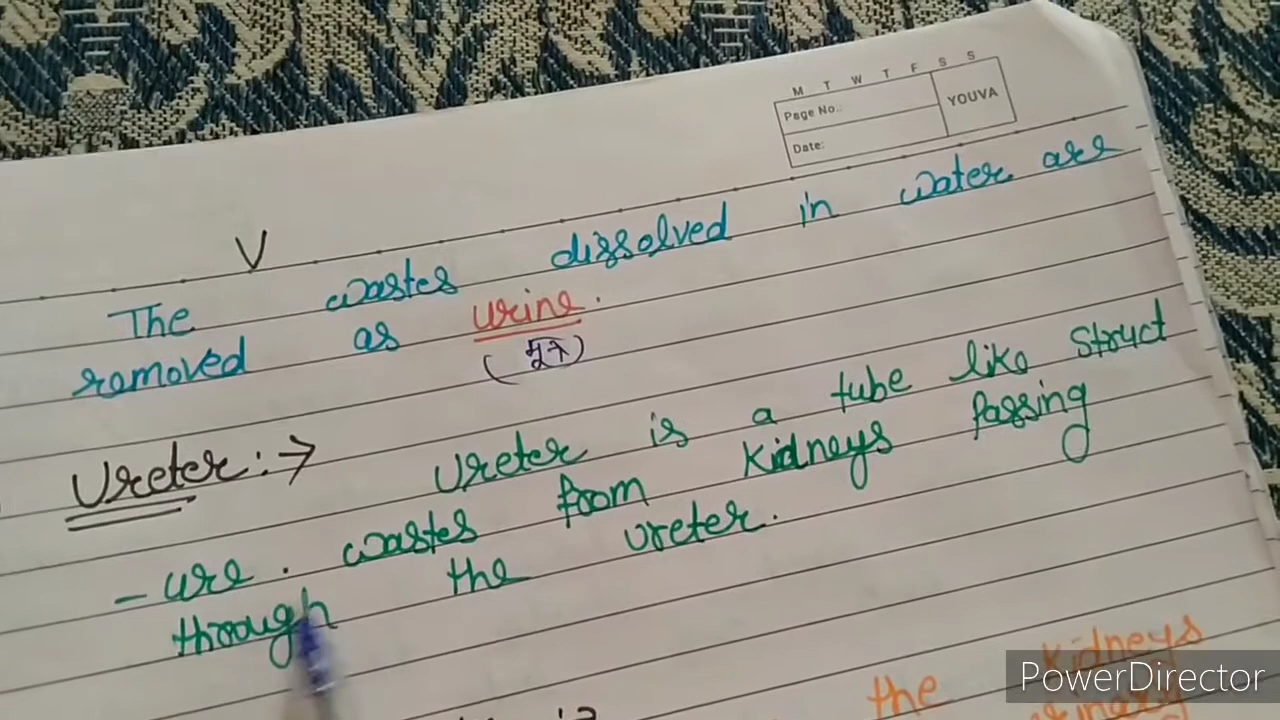 M T W T F S S
Page No.:
YOUVA
Date:
V
The wastes dissolved in water are
removed as urine.
(मूत्र)
Ureter :→ Ureter is a tube like struct
- ure. wastes from kidneys passing
through the ureter.
the kidneys
PowerDirector